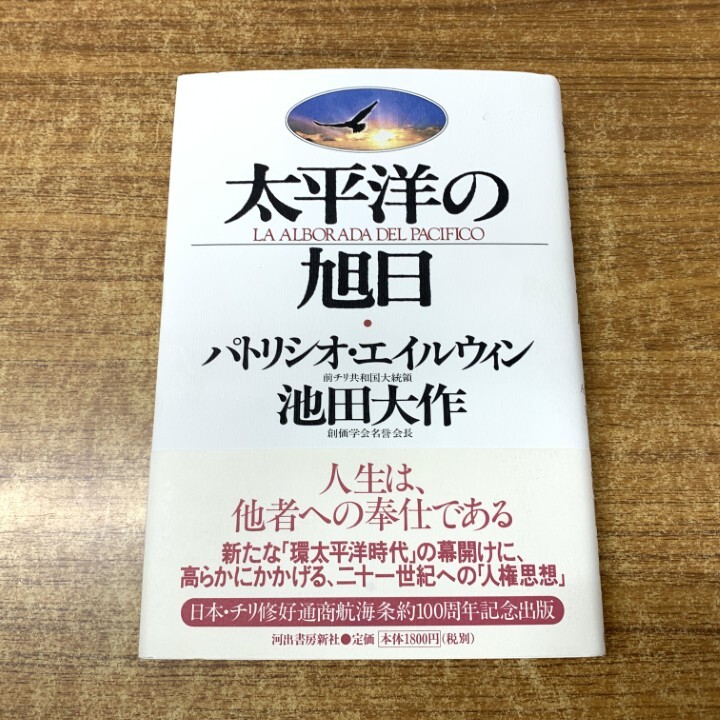 太平洋の
LA ALBORADA DEL PACIFICO
旭日
・
パトリシオ・エイルウィン
前チリ共和国大統領
池田大作
創価学会名誉会長
人生は、
他者への奉仕である
新たな「環太平洋時代」の幕開けに、
高らかにかかげる、二十一世紀への「人権思想」
日本・チリ修好通商航海条約100周年記念出版
河出書房新社●定価 本体1800円(税別)